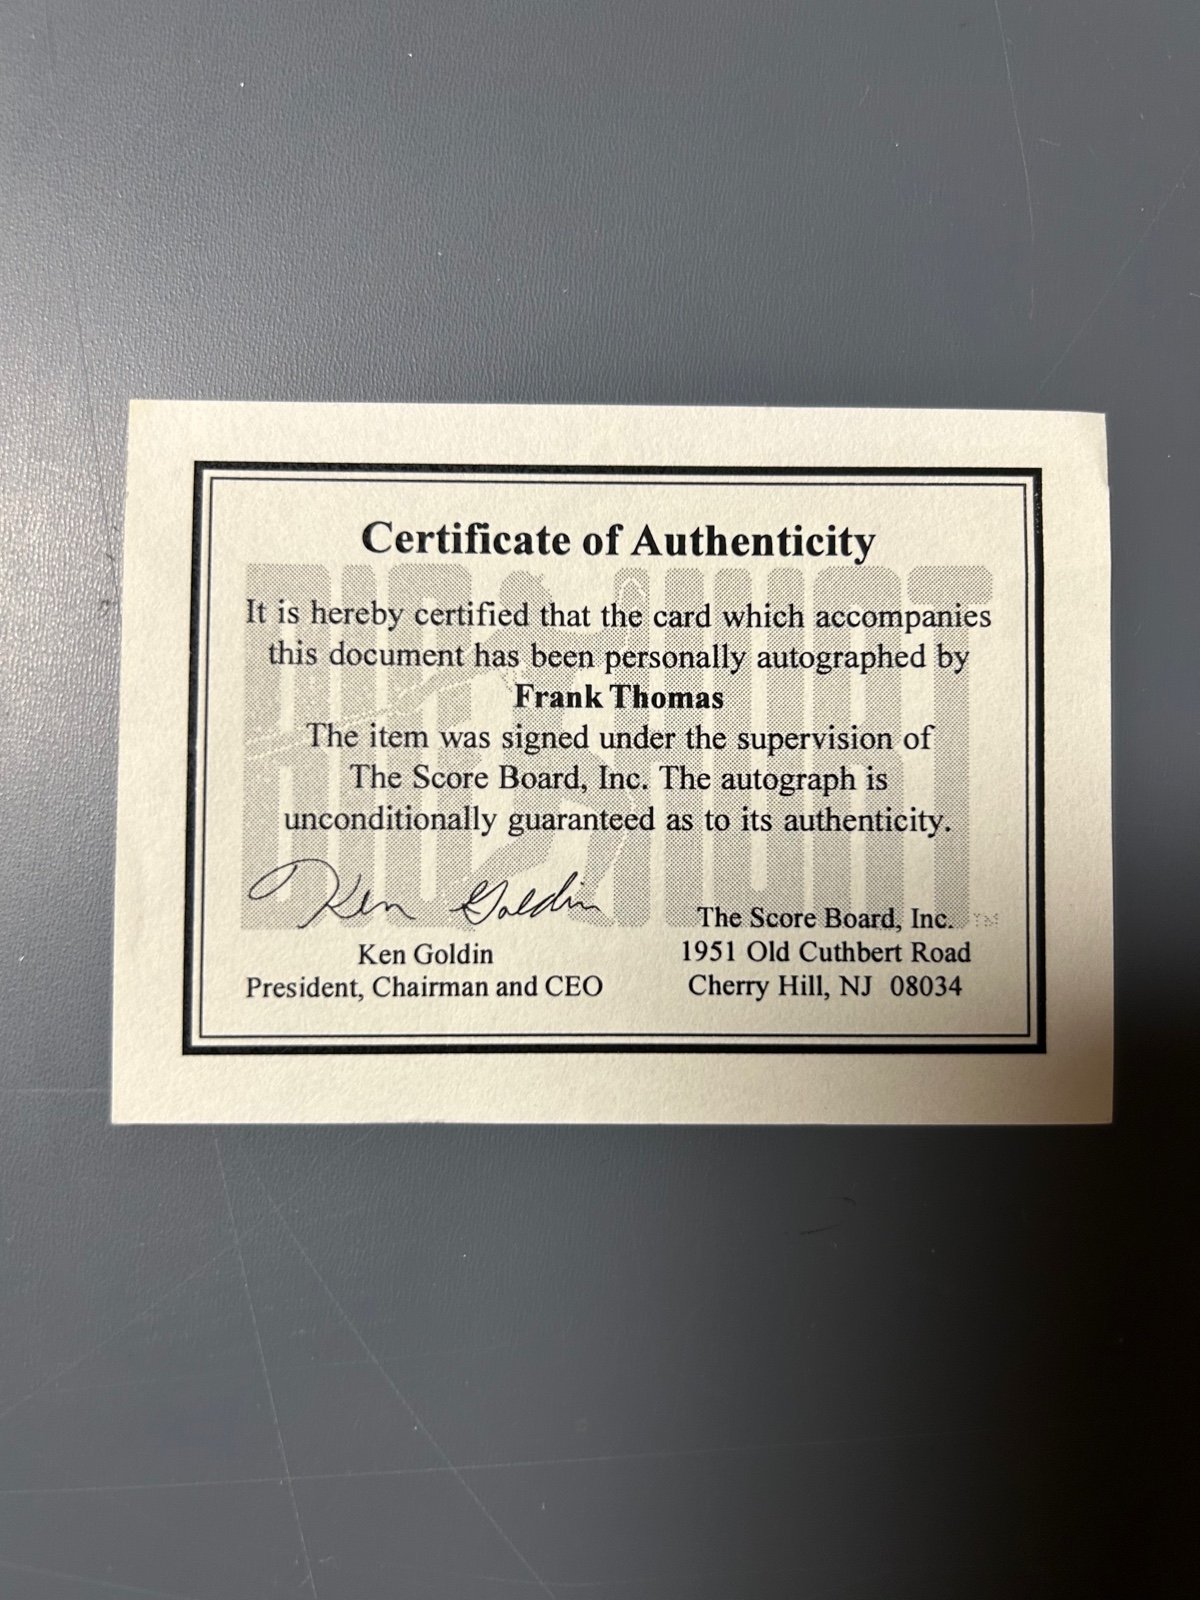 Certificate of Authenticity
BIG HURT
It is hereby certified that the card which accompanies
this document has been personally autographed by
Frank Thomas
The item was signed under the supervision of
The Score Board, Inc. The autograph is
unconditionally guaranteed as to its authenticity.
Ken Goldin
Ken Goldin
President, Chairman and CEO
The Score Board, Inc. TM
1951 Old Cuthbert Road
Cherry Hill, NJ 08034